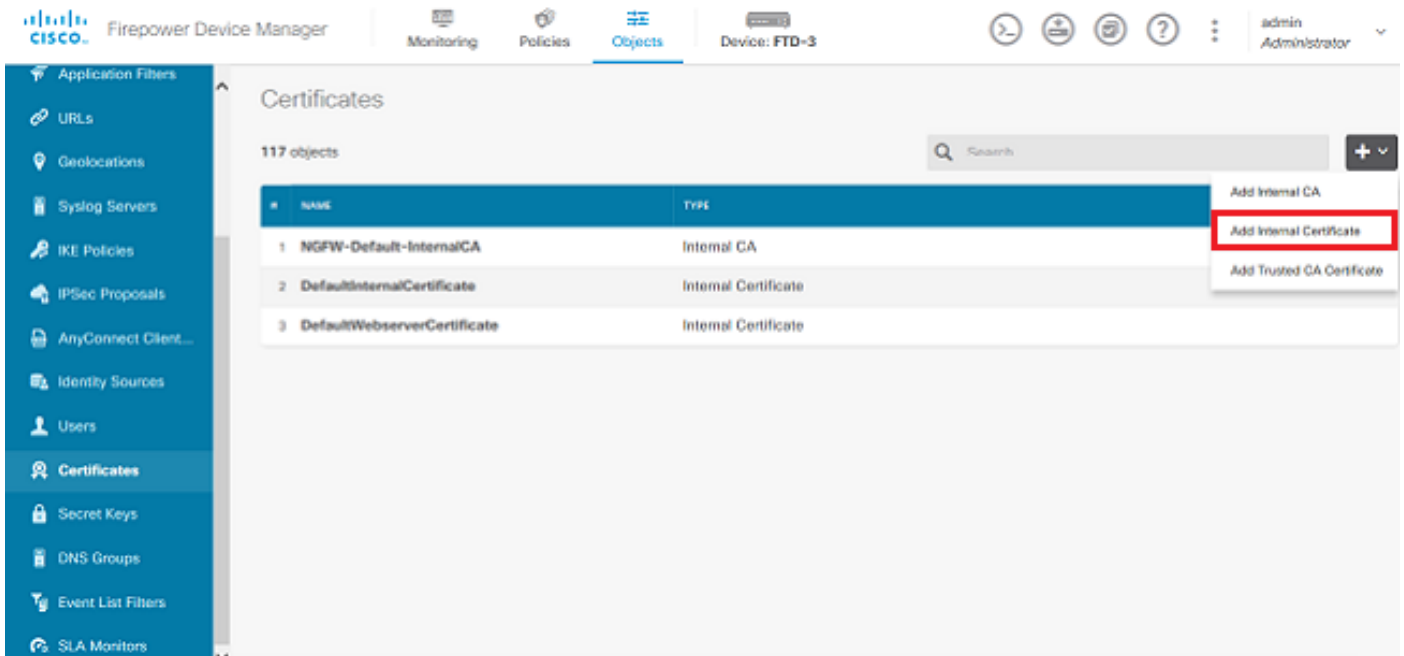 cisco.
Firepower Device Manager
Monitoring
Policies
Objects
Device: FTD-3
admin
Administrator
Application Filters
URLs
Geolocations
Syslog Servers
IKE Policies
IPSec Proposals
AnyConnect Client...
Identity Sources
Users
Certificates
Secret Keys
DNS Groups
Event List Filters
SLA Monitors
Certificates
117 objects
Search
Add Internal CA
Add Internal Certificate
Add Trusted CA Certificate
# NAME TYPE
1 NGFW-Default-InternalCA Internal CA
2 DefaultInternalCertificate Internal Certificate
3 DefaultWebserverCertificate Internal Certificate